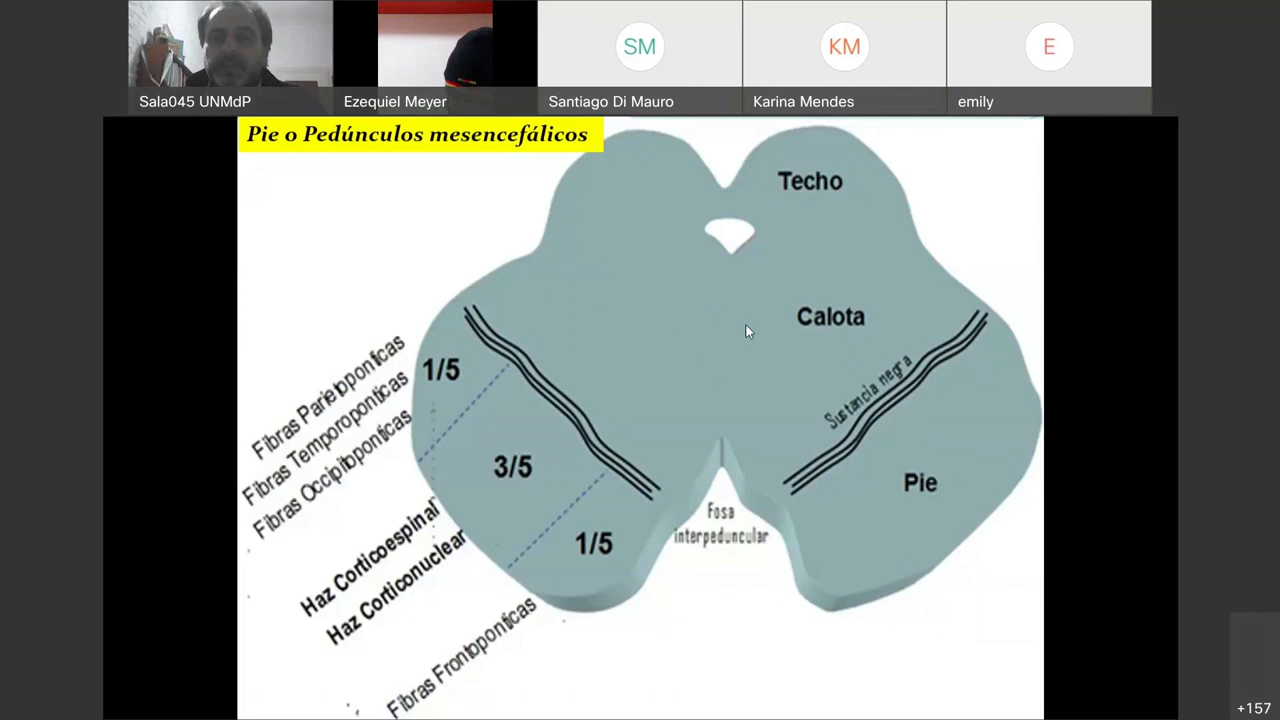 SM
KM
E
Sala045 UNMdP
Ezequiel Meyer
Santiago Di Mauro
Karina Mendes
emily
Pie o Pedúnculos mesencefálicos
Techo
Calota
Sustancia negra
Pie
Fosa
interpeduncular
1/5
3/5
1/5
Fibras Parietoponticas
Fibras Temporoponticas
Fibras Occipitoponticas
Haz Corticoespinal
Haz Corticonuclear
Fibras Frontoponticas
+157